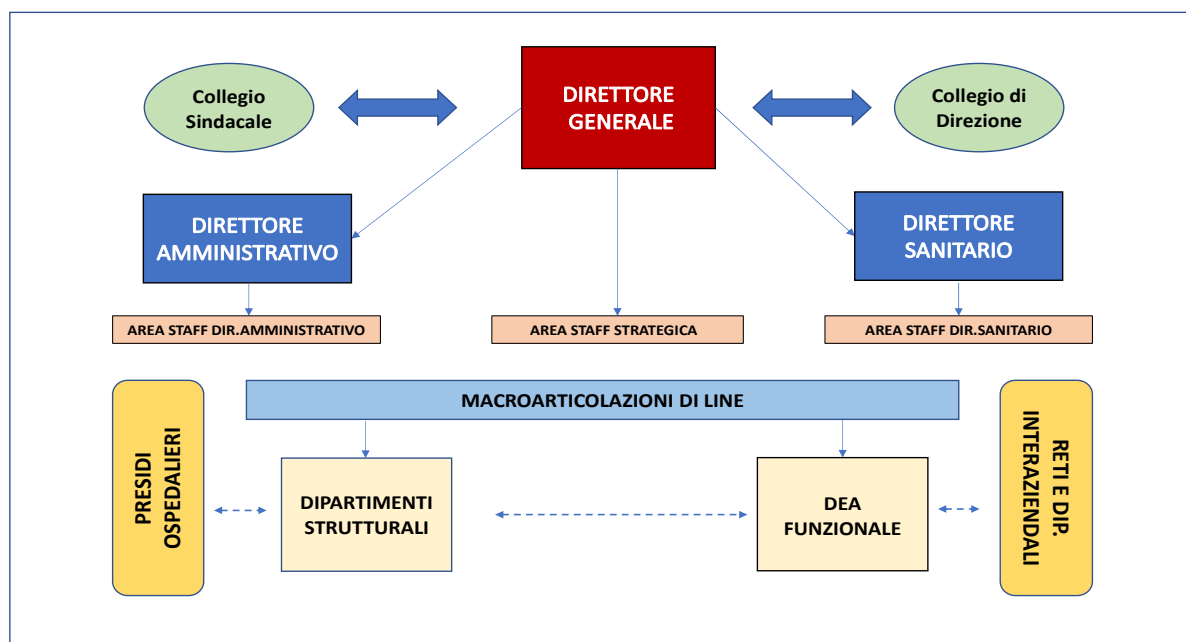 Collegio
Sindacale
DIRETTORE
GENERALE
Collegio di
Direzione
DIRETTORE
AMMINISTRATIVO
DIRETTORE
SANITARIO
AREA STAFF DIR.AMMINISTRATIVO
AREA STAFF STRATEGICA
AREA STAFF DIR.SANITARIO
MACROARTICOLAZIONI DI LINE
PRESIDI
OSPEDALIERI
DIPARTIMENTI
STRUTTURALI
DEA
FUNZIONALE
RETI E DIP.
INTERAZIENDALI